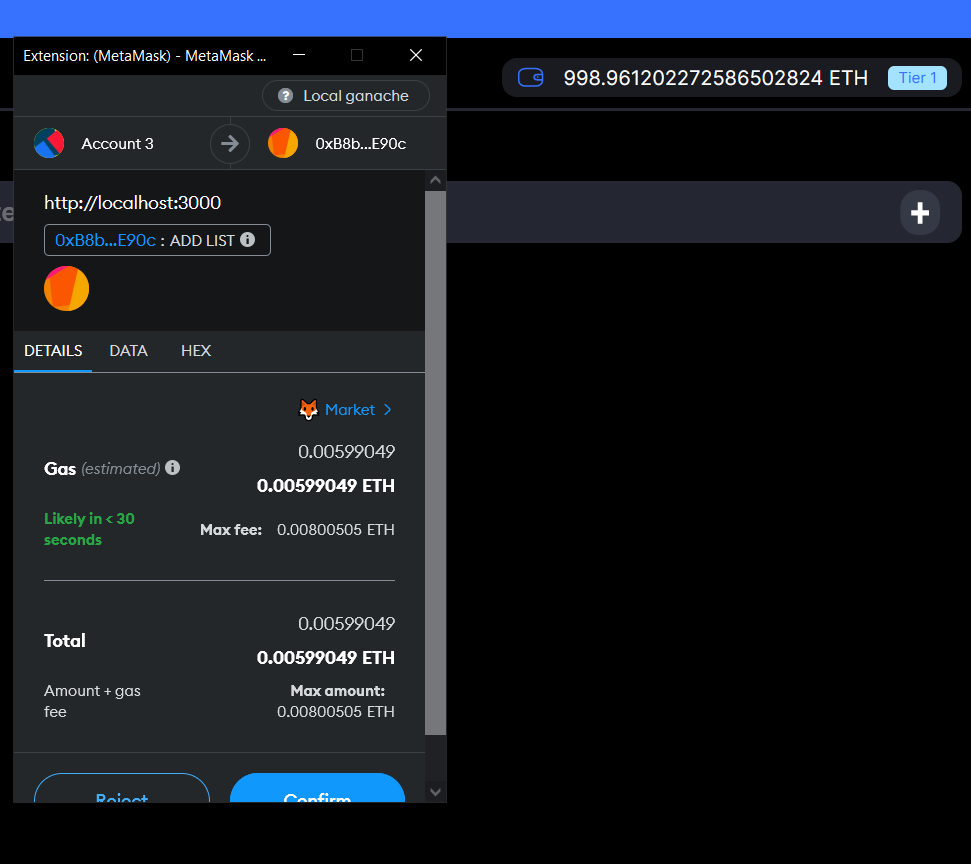 Extension: (MetaMask) - MetaMask ...
998.961202272586502824 ETH Tier 1
Local ganache
Account 3 0xB8b...E90c
http://localhost:3000
0xB8b...E90c : ADD LIST
DETAILS DATA HEX
Market
0.00599049
Gas (estimated)
0.00599049 ETH
Likely in < 30
seconds
Max fee: 0.00800505 ETH
0.00599049
Total
0.00599049 ETH
Amount + gas
fee
Max amount:
0.00800505 ETH
Reject Confirm